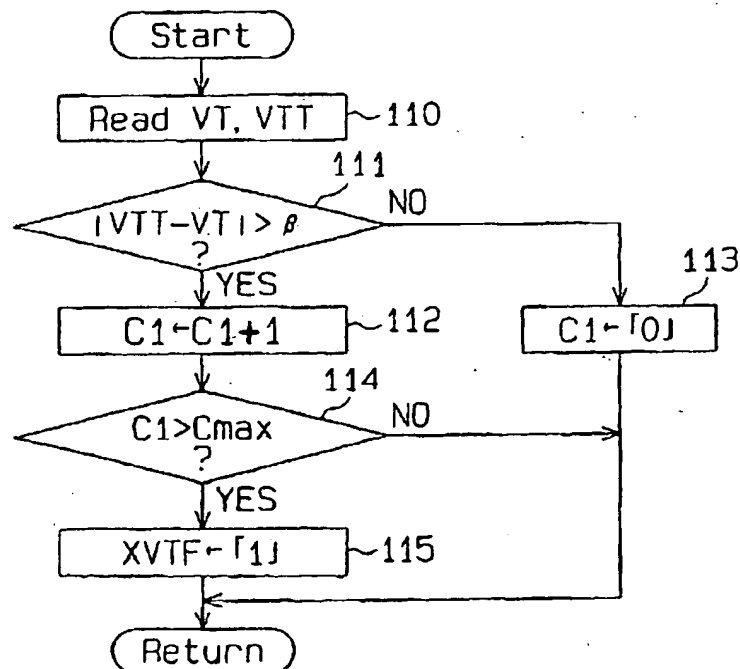 Start
Read VT, VTT
110
111
|VTT-VT|> β
?
NO
YES
113
C1←C1+1
112
C1←「0」
114
C1>Cmax
?
NO
YES
XVTF←「1」
115
Return